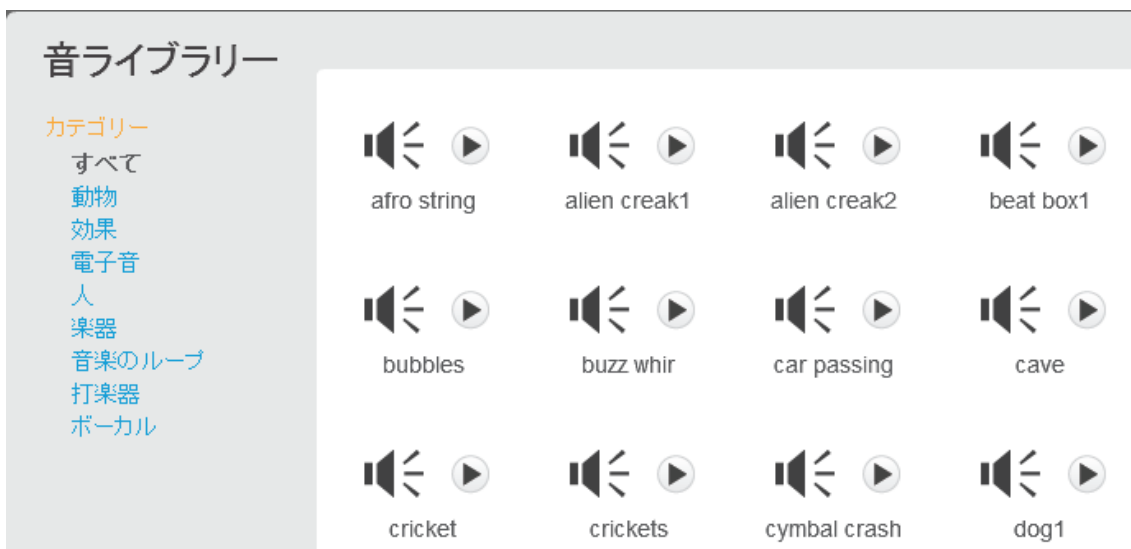 音ライブラリー
カテゴリー
すべて
動物
効果
電子音
人
楽器
音楽のループ
打楽器
ボーカル
afro string
alien creak1
alien creak2
beat box1
bubbles
buzz whir
car passing
cave
cricket
crickets
cymbal crash
dog1